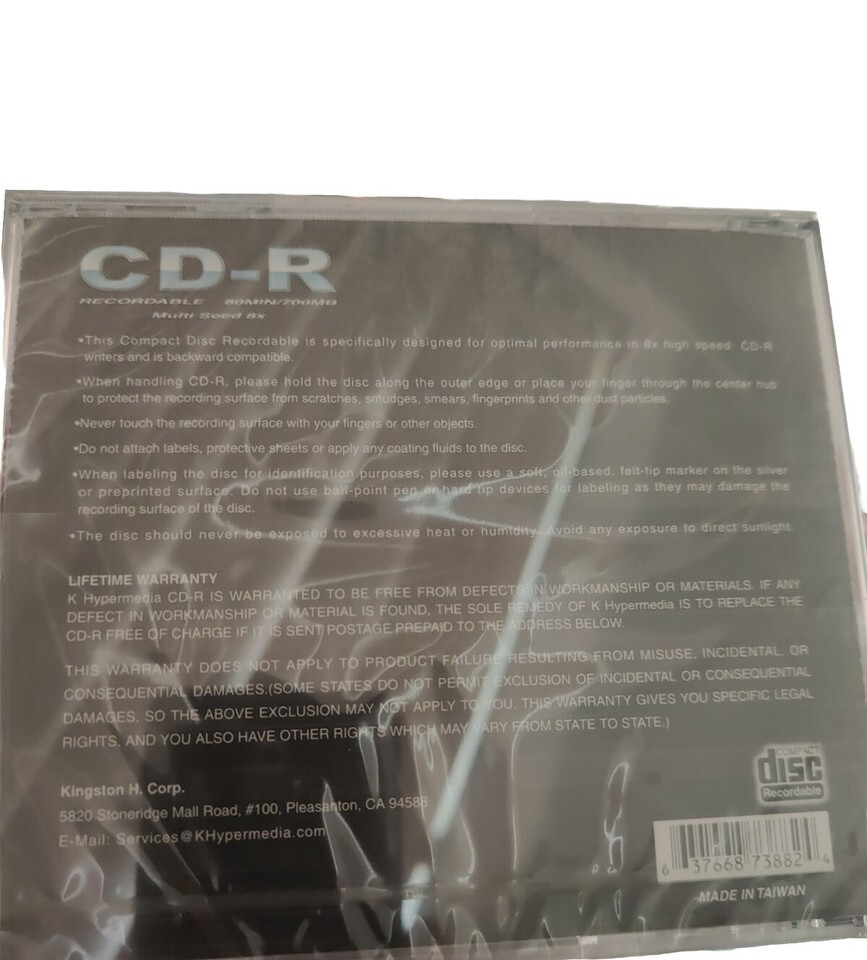 CD-R
RECORDABLE 80MIN/700MB
Multi Seed 8x
•This Compact Disc Recordable is specifically designed for optimal performance in 8x high speed CD-R
writers and is backward compatible.
•When handling CD-R, please hold the disc along the outer edge or place your finger through the center hub
to protect the recording surface from scratches, smudges, smears, fingerprints and other dust particles.
•Never touch the recording surface with your fingers or other objects.
•Do not attach labels, protective sheets or apply any coating fluids to the disc.
•When labeling the disc for identification purposes, please use a soft, oil-based, felt-tip marker on the silver
or preprinted surface. Do not use ball-point pen or hard tip devices for labeling as they may damage the
recording surface of the disc.
•The disc should never be exposed to excessive heat or humidity. Avoid any exposure to direct sunlight.
LIFETIME WARRANTY
K Hypermedia CD-R IS WARRANTED TO BE FREE FROM DEFECTS IN WORKMANSHIP OR MATERIALS. IF ANY
DEFECT IN WORKMANSHIP OR MATERIAL IS FOUND, THE SOLE REMEDY OF K Hypermedia IS TO REPLACE THE
CD-R FREE OF CHARGE IF IT IS SENT POSTAGE PREPAID TO THE ADDRESS BELOW.
THIS WARRANTY DOES NOT APPLY TO PRODUCT FAILURE RESULTING FROM MISUSE, INCIDENTAL, OR
CONSEQUENTIAL DAMAGES.(SOME STATES DO NOT PERMIT EXCLUSION OF INCIDENTAL OR CONSEQUENTIAL
DAMAGES, SO THE ABOVE EXCLUSION MAY NOT APPLY TO YOU. THIS WARRANTY GIVES YOU SPECIFIC LEGAL
RIGHTS, AND YOU ALSO HAVE OTHER RIGHTS WHICH MAY VARY FROM STATE TO STATE.)
Kingston H. Corp.
5820 Stoneridge Mall Road, #100, Pleasanton, CA 94588
E-Mail: Services@KHypermedia.com
COMPACT
disc
Recordable
6 37668 73882 4
MADE IN TAIWAN